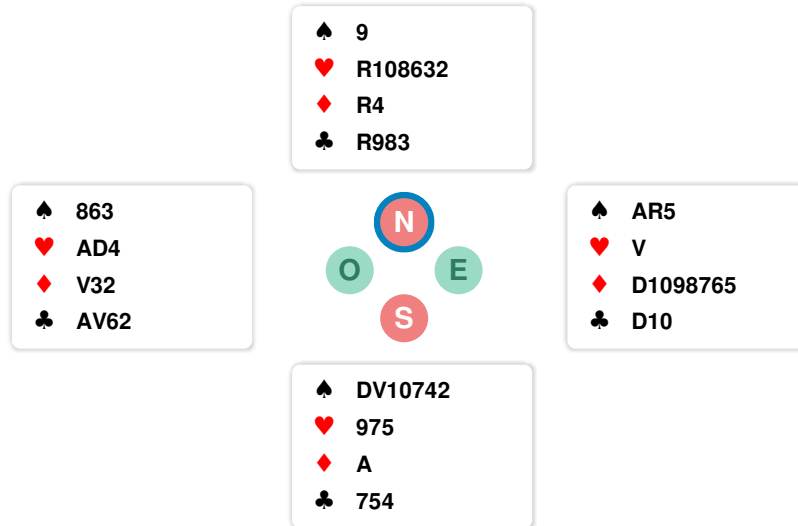 ♠ 9
♥ R108632
♦ R4
♣ R983
♠ 863
♥ AD4
♦ V32
♣ AV62
N
O E
S
♠ AR5
♥ V
♦ D1098765
♣ D10
♠ DV10742
♥ 975
♦ A
♣ 754